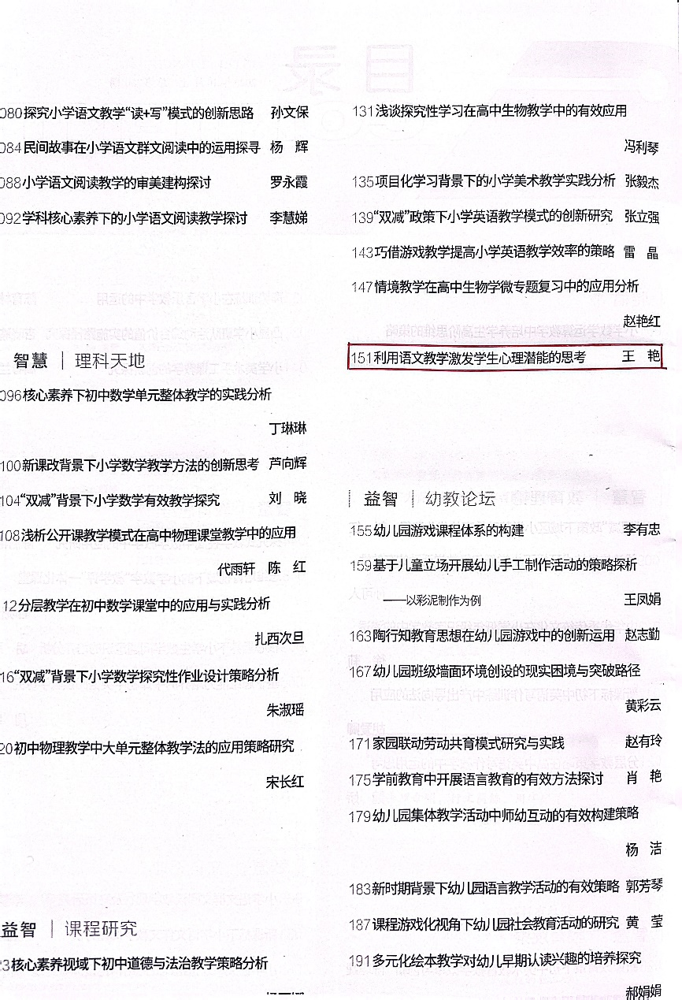 目录
080探究小学语文教学“读+写”模式的创新思路 孙文保
084民间故事在小学语文群文阅读中的运用探寻 杨 辉
088小学语文阅读教学的审美建构探讨 罗永霞
092学科核心素养下的小学语文阅读教学探讨 李慧娣
智慧 | 理科天地
096核心素养下初中数学单元整体教学的实践分析
丁琳琳
100新课改背景下小学数学教学方法的创新思考 芦向辉
104“双减”背景下小学数学有效教学探究 刘 晓
108浅析公开课教学模式在高中物理课堂教学中的应用
代雨轩 陈 红
12分层教学在初中数学课堂中的应用与实践分析
扎西次旦
16“双减”背景下小学数学探究性作业设计策略分析
朱淑瑶
20初中物理教学中大单元整体教学法的应用策略研究
宋长红
益智 | 课程研究
23核心素养视域下初中道德与法治教学策略分析
131浅谈探究性学习在高中生物教学中的有效应用
冯利琴
135项目化学习背景下的小学美术教学实践分析 张毅杰
139“双减”政策下小学英语教学模式的创新研究 张立强
143巧借游戏教学提高小学英语教学效率的策略 雷 晶
147情境教学在高中生物学微专题复习中的应用分析
赵艳红
151利用语文教学激发学生心理潜能的思考 王 艳
| 益智 | 幼教论坛
155幼儿园游戏课程体系的构建 李有忠
159基于儿童立场开展幼儿手工制作活动的策略探析
——以彩泥制作为例 王凤娟
163陶行知教育思想在幼儿园游戏中的创新运用 赵志勤
167幼儿园班级墙面环境创设的现实困境与突破路径
黄彩云
171家园联动劳动共育模式研究与实践 赵有玲
175学前教育中开展语言教育的有效方法探讨 肖 艳
179幼儿园集体教学活动中师幼互动的有效构建策略
杨 洁
183新时期背景下幼儿园语言教学活动的有效策略 郭芳琴
187课程游戏化视角下幼儿园社会教育活动的研究 黄 莹
191多元化绘本教学对幼儿早期认读兴趣的培养探究
郝娟娟